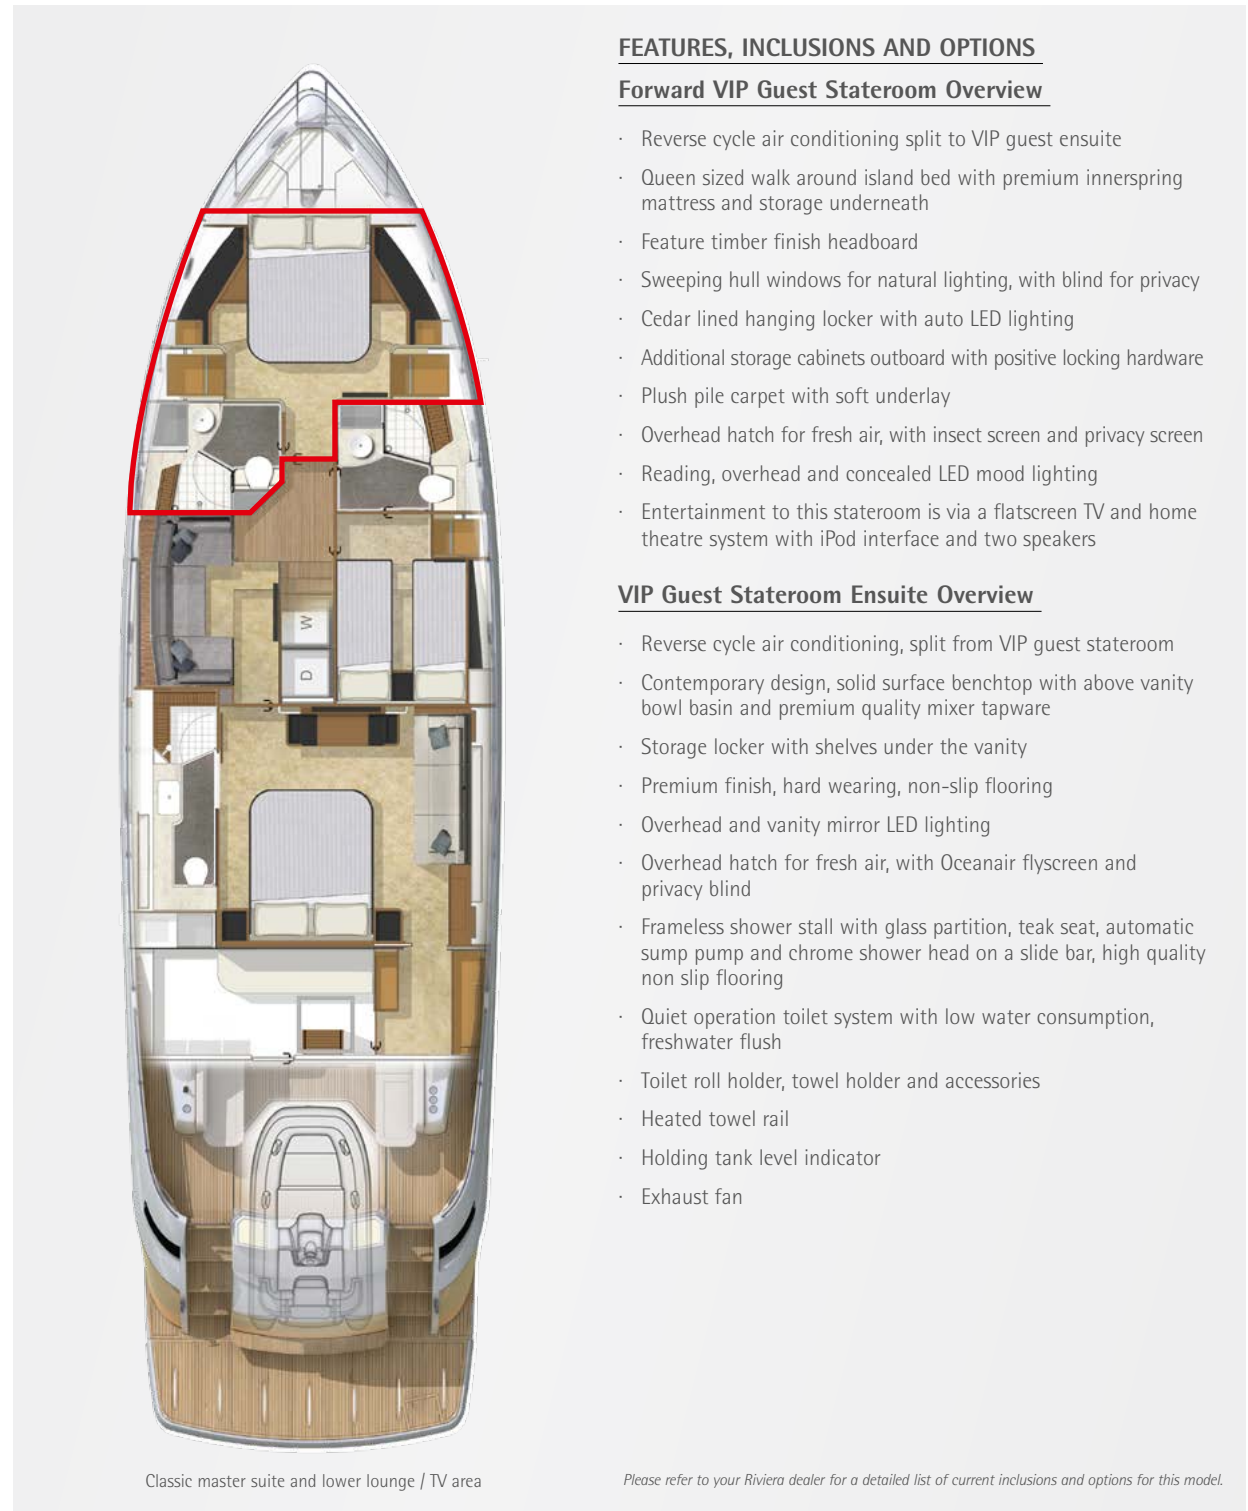 FEATURES, INCLUSIONS AND OPTIONS
Forward VIP Guest Stateroom Overview
· Reverse cycle air conditioning split to VIP guest ensuite
· Queen sized walk around island bed with premium innerspring
mattress and storage underneath
· Feature timber finish headboard
· Sweeping hull windows for natural lighting, with blind for privacy
· Cedar lined hanging locker with auto LED lighting
· Additional storage cabinets outboard with positive locking hardware
· Plush pile carpet with soft underlay
· Overhead hatch for fresh air, with insect screen and privacy screen
· Reading, overhead and concealed LED mood lighting
· Entertainment to this stateroom is via a flatscreen TV and home
theatre system with iPod interface and two speakers
VIP Guest Stateroom Ensuite Overview
· Reverse cycle air conditioning, split from VIP guest stateroom
· Contemporary design, solid surface benchtop with above vanity
bowl basin and premium quality mixer tapware
· Storage locker with shelves under the vanity
· Premium finish, hard wearing, non-slip flooring
· Overhead and vanity mirror LED lighting
· Overhead hatch for fresh air, with Oceanair flyscreen and
privacy blind
· Frameless shower stall with glass partition, teak seat, automatic
sump pump and chrome shower head on a slide bar, high quality
non slip flooring
· Quiet operation toilet system with low water consumption,
freshwater flush
· Toilet roll holder, towel holder and accessories
· Heated towel rail
· Holding tank level indicator
· Exhaust fan
W
D
Classic master suite and lower lounge / TV area
Please refer to your Riviera dealer for a detailed list of current inclusions and options for this model.